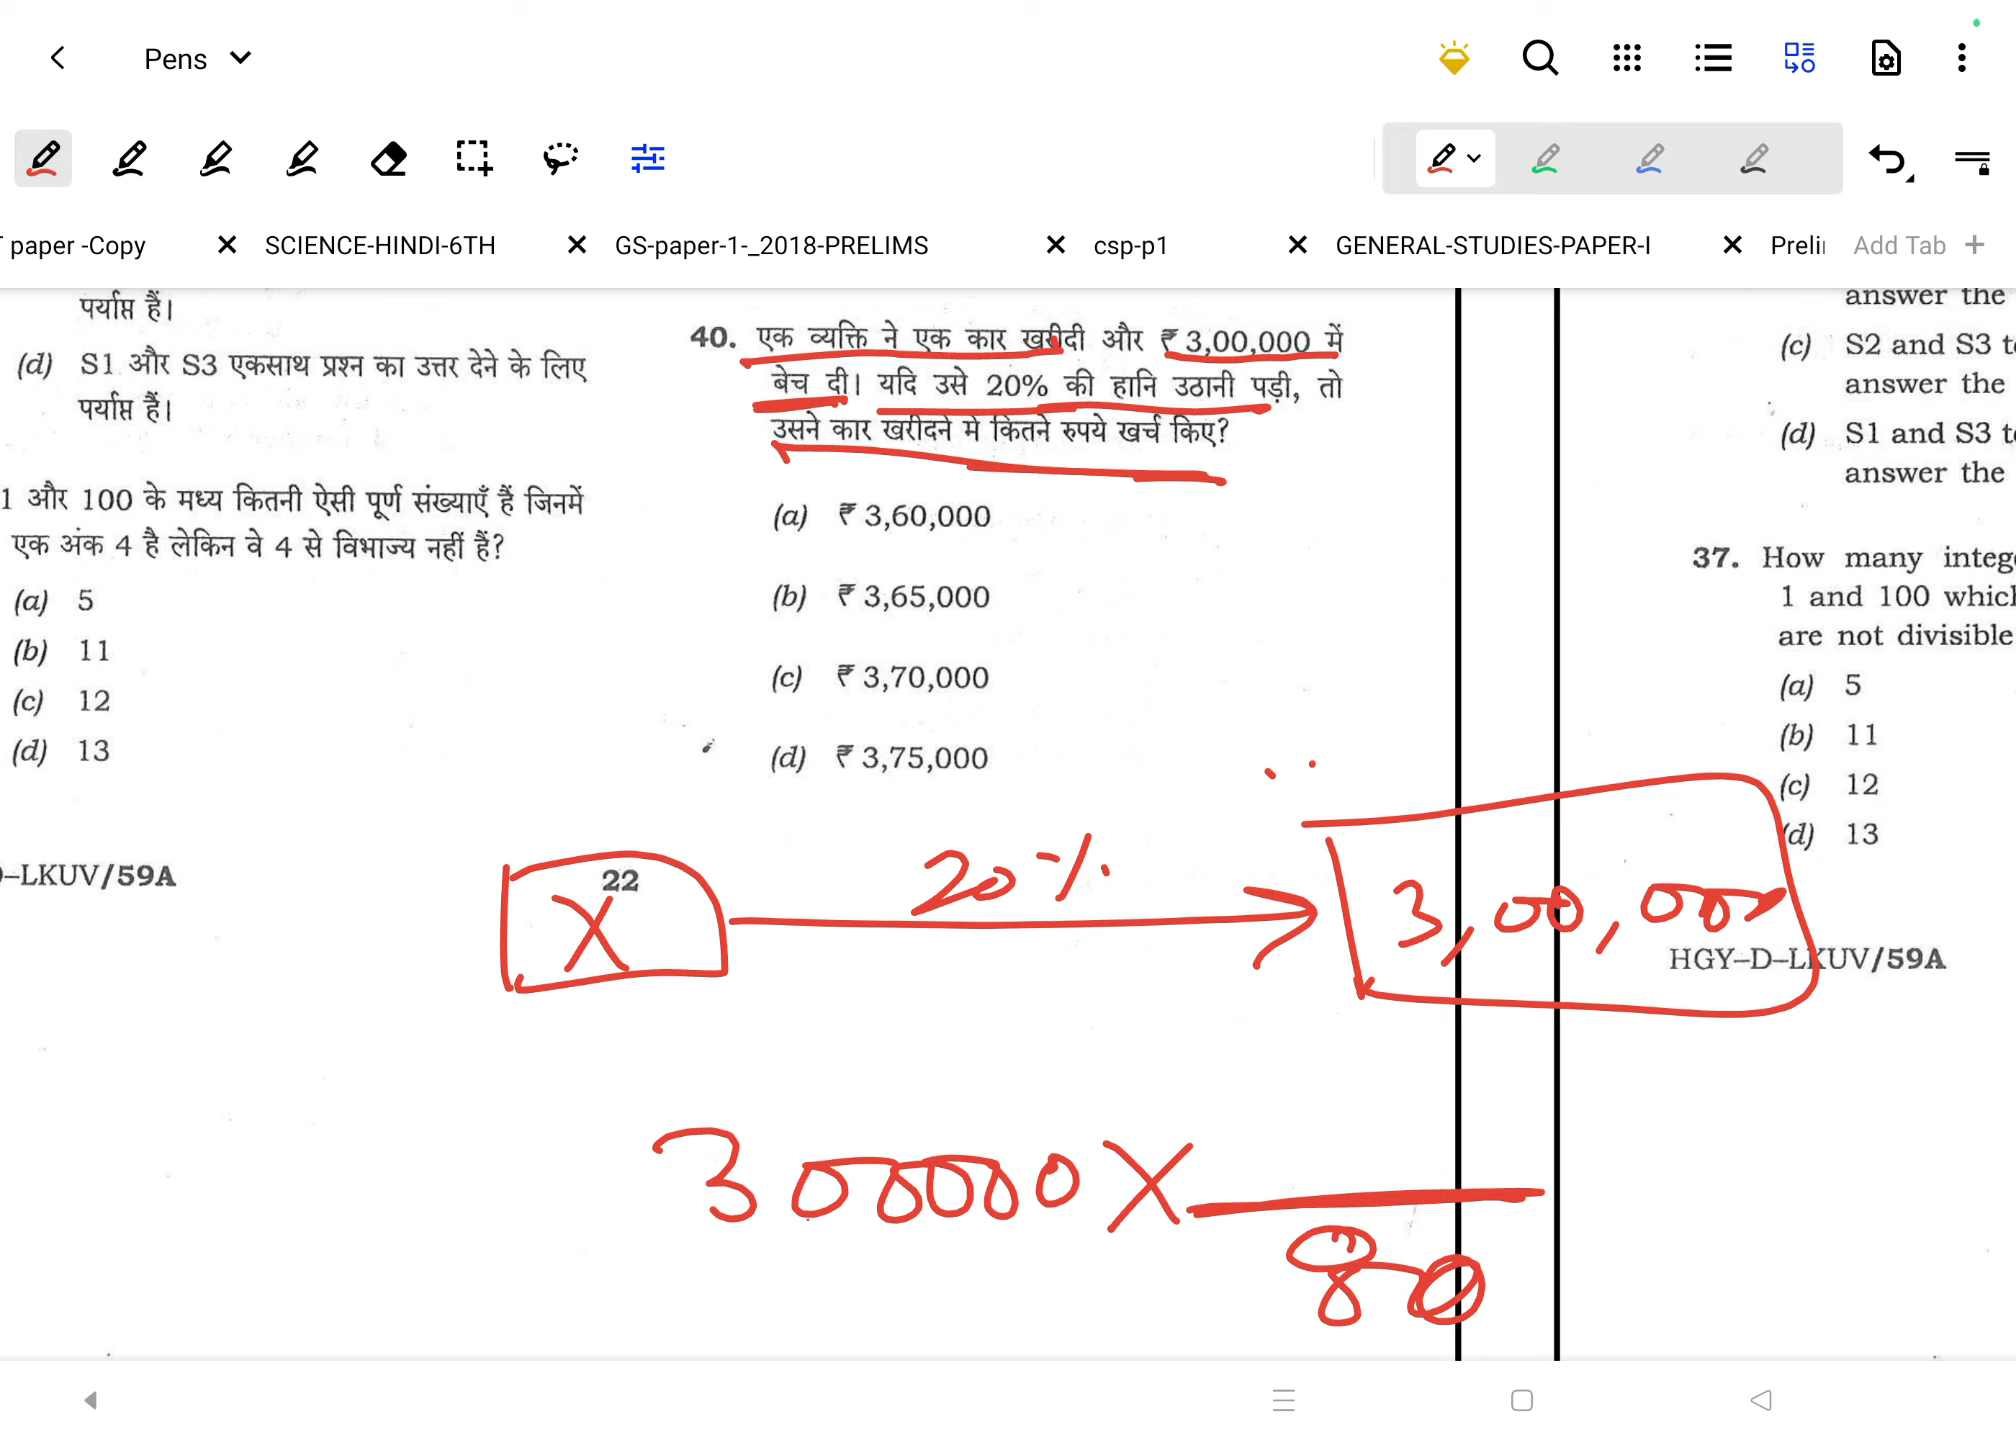 Pens
paper -Copy
SCIENCE-HINDI-6TH
GS-paper-1-_2018-PRELIMS
csp-p1
GENERAL-STUDIES-PAPER-I
Add Tab +
पर्याप्त हैं।
(d) S1 और S3 एकसाथ प्रश्न का उत्तर देने के लिए
पर्याप्त हैं।
1 और 100 के मध्य कितनी ऐसी पूर्ण संख्याएँ हैं जिनमें
एक अंक 4 है लेकिन वे 4 से विभाज्य नहीं हैं?
(a) 5
(b) 11
(c) 12
(d) 13
-LKUV/59A
40. एक व्यक्ति ने एक कार खरीदी और ₹ 3,00,000 में
बेच दी। यदि उसे 20% की हानि उठानी पड़ी, तो
उसने कार खरीदने में कितने रुपये खर्च किए?
(a) ₹ 3,60,000
(b) ₹ 3,65,000
(c) ₹ 3,70,000
(d) ₹ 3,75,000
22
X
20%
3,00,000
300000 X
80
answer the
(c) S2 and S3
answer the
(d) S1 and S3
answer the
37. How many
1 and 100
are not divisible
(a) 5
(b) 11
(c) 12
(d) 13
HGY-D-LKUV/59A